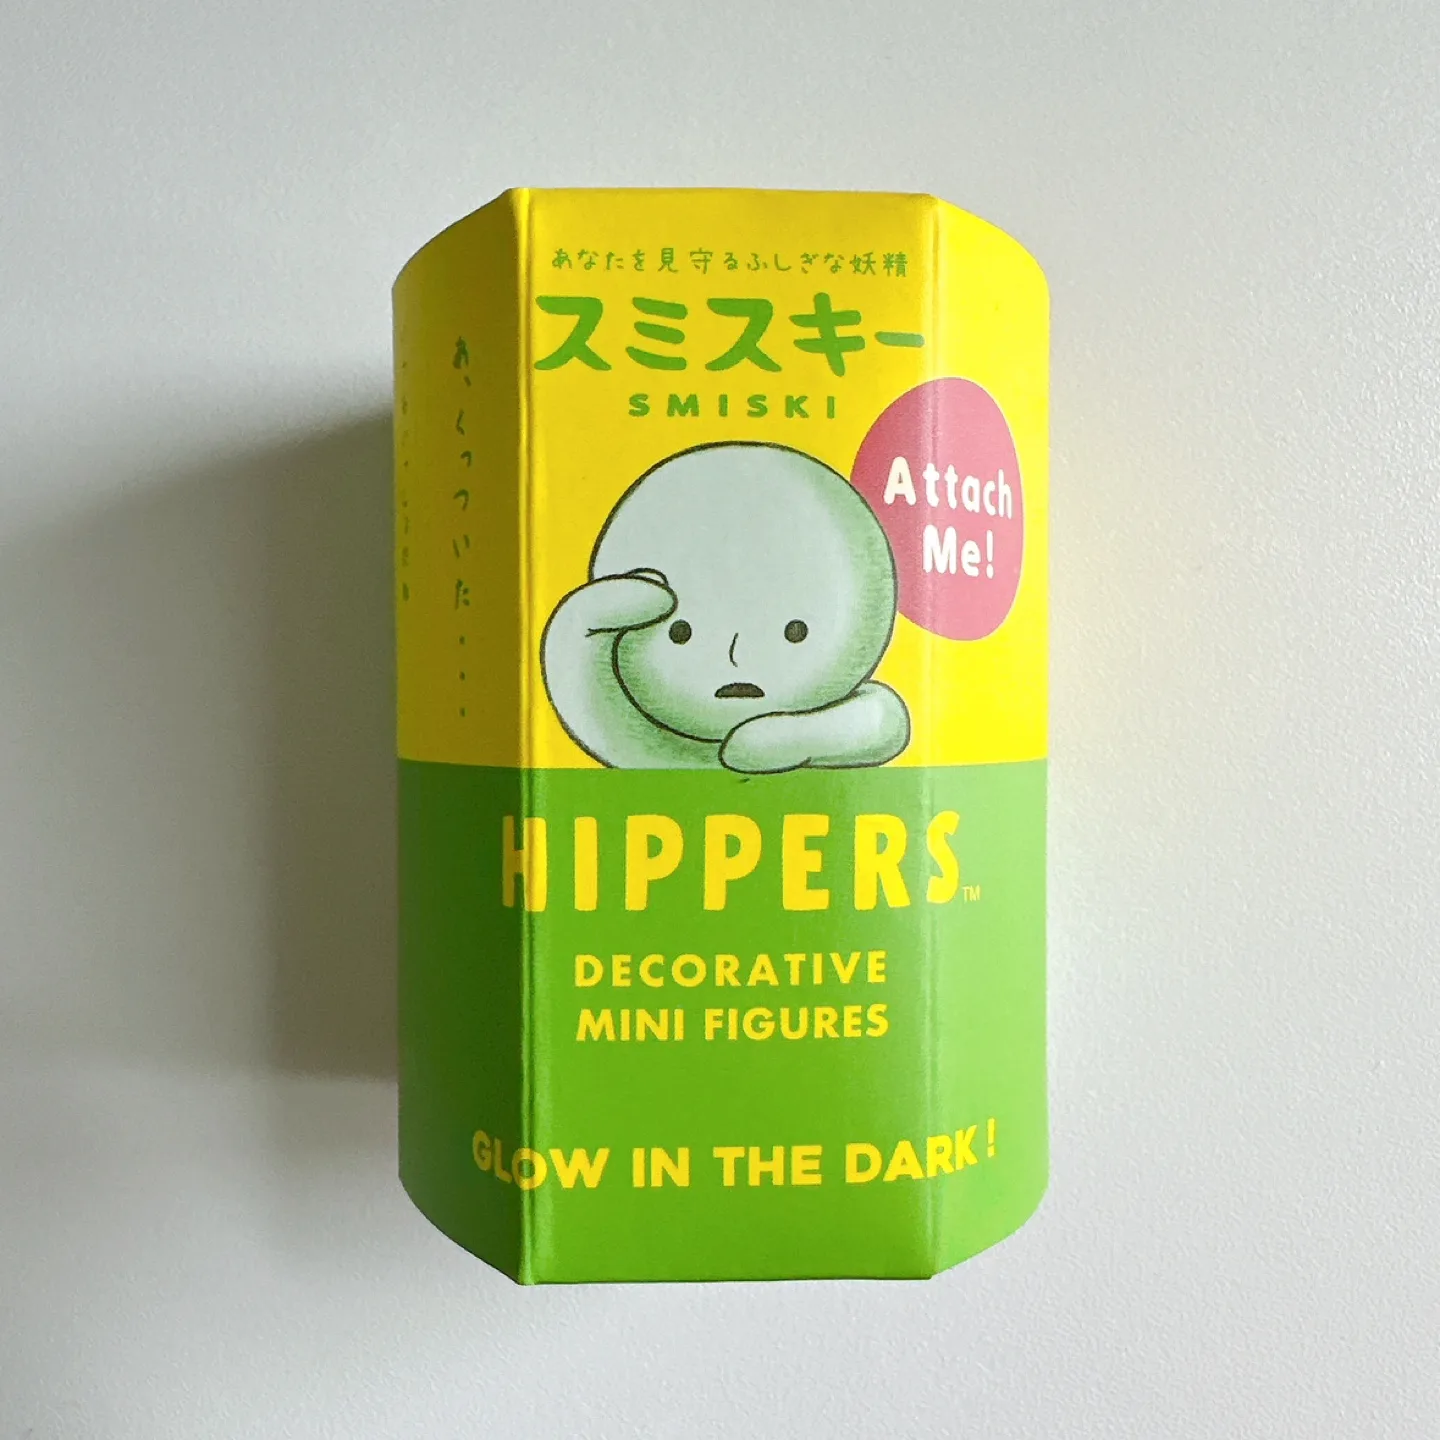 あなたを見守るふしぎな妖精
スミスキー
SMISKI
Attach
Me!
あ、くっついた・・・・
HIPPERS™
DECORATIVE
MINI FIGURES
GLOW IN THE DARK!